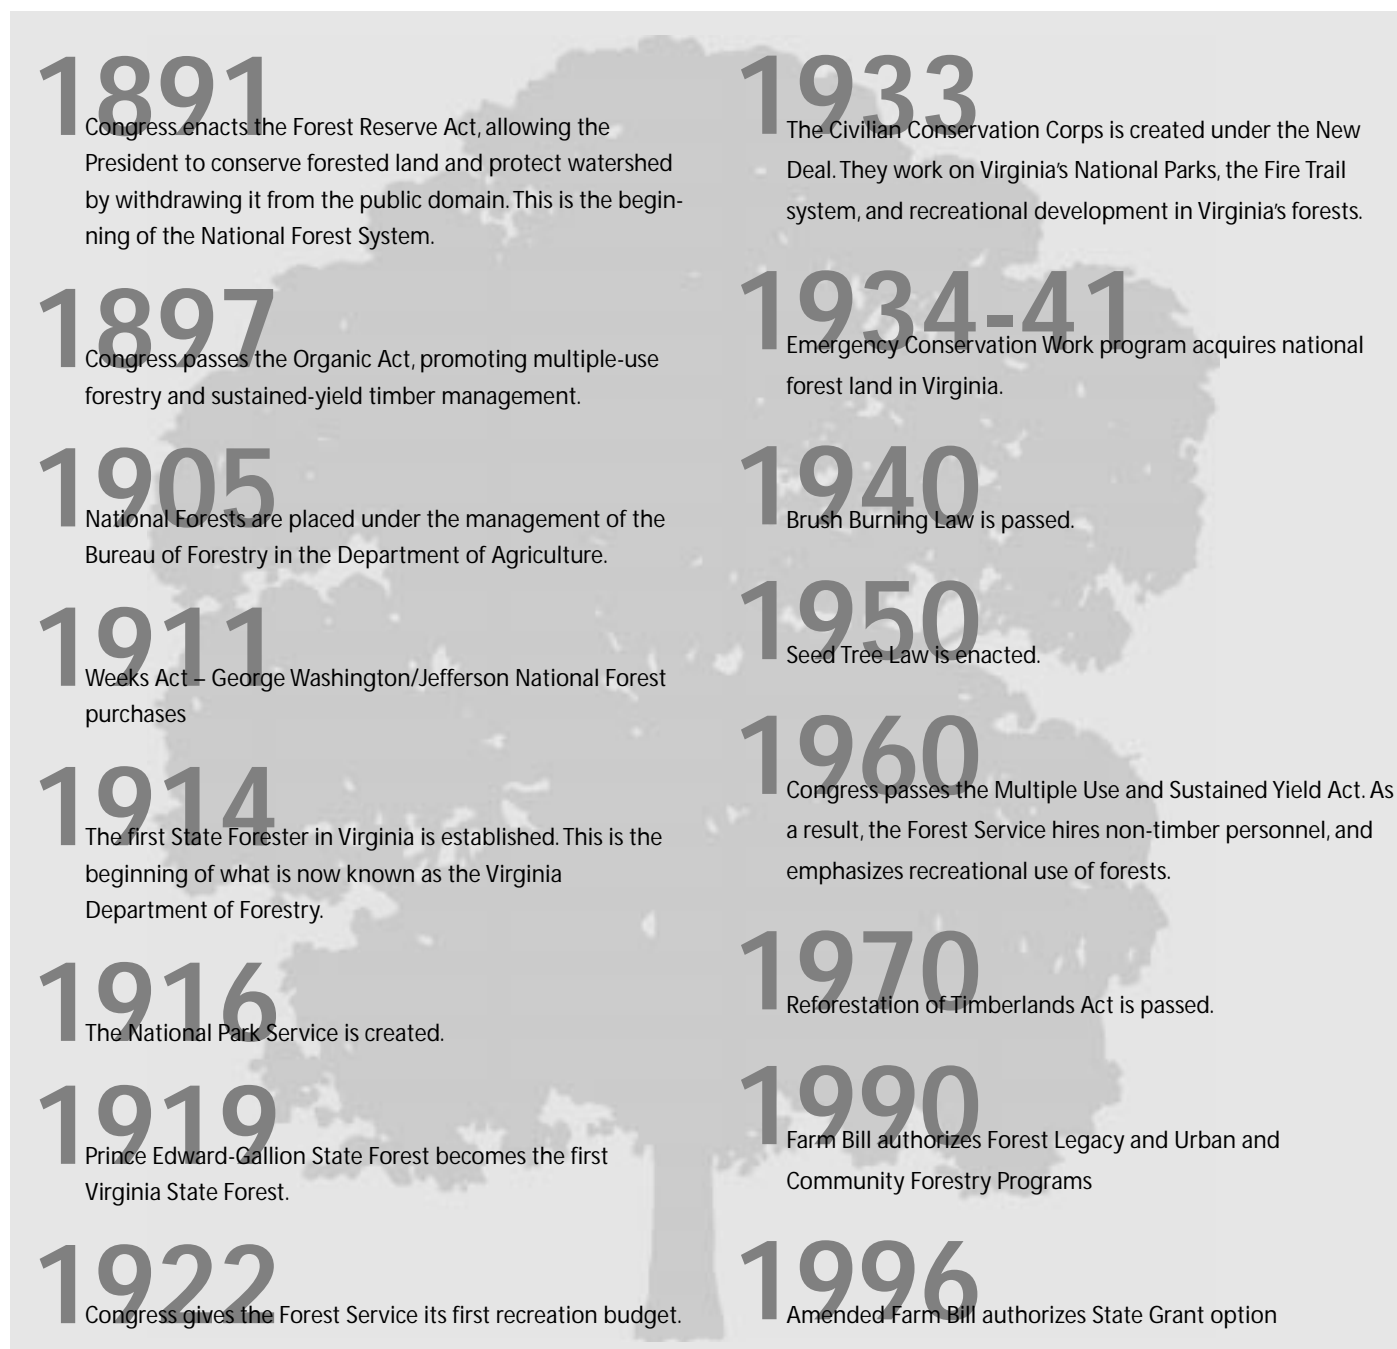 1891
Congress enacts the Forest Reserve Act, allowing the
President to conserve forested land and protect watershed
by withdrawing it from the public domain. This is the begin-
ning of the National Forest System.
1897
Congress passes the Organic Act, promoting multiple-use
forestry and sustained-yield timber management.
1905
National Forests are placed under the management of the
Bureau of Forestry in the Department of Agriculture.
1911
Weeks Act – George Washington/Jefferson National Forest
purchases
1914
The first State Forester in Virginia is established. This is the
beginning of what is now known as the Virginia
Department of Forestry.
1916
The National Park Service is created.
1919
Prince Edward-Gallion State Forest becomes the first
Virginia State Forest.
1922
Congress gives the Forest Service its first recreation budget.
1933
The Civilian Conservation Corps is created under the New
Deal. They work on Virginia's National Parks, the Fire Trail
system, and recreational development in Virginia's forests.
1934-41
Emergency Conservation Work program acquires national
forest land in Virginia.
1940
Brush Burning Law is passed.
1950
Seed Tree Law is enacted.
1960
Congress passes the Multiple Use and Sustained Yield Act. As
a result, the Forest Service hires non-timber personnel, and
emphasizes recreational use of forests.
1970
Reforestation of Timberlands Act is passed.
1990
Farm Bill authorizes Forest Legacy and Urban and
Community Forestry Programs
1996
Amended Farm Bill authorizes State Grant option